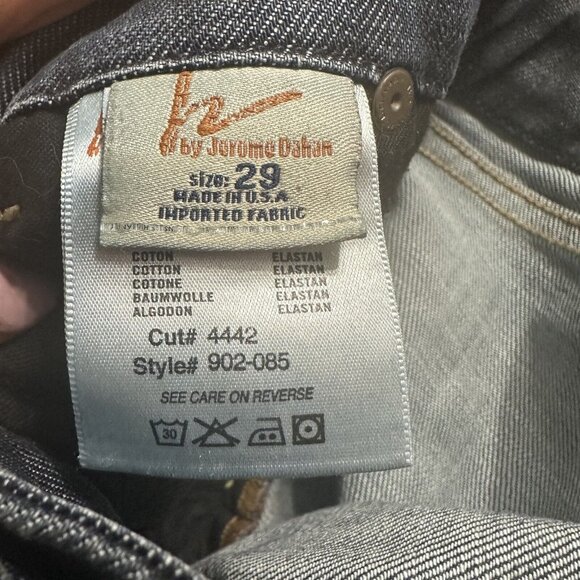 by Jerome Dahan
size: 29
MADE IN U.S.A
IMPORTED FABRIC
COTON ELASTAN
COTTON ELASTAN
COTONE ELASTAN
BAUMWOLLE ELASTAN
ALGODON ELASTAN
Cut# 4442
Style# 902-085
SEE CARE ON REVERSE
30